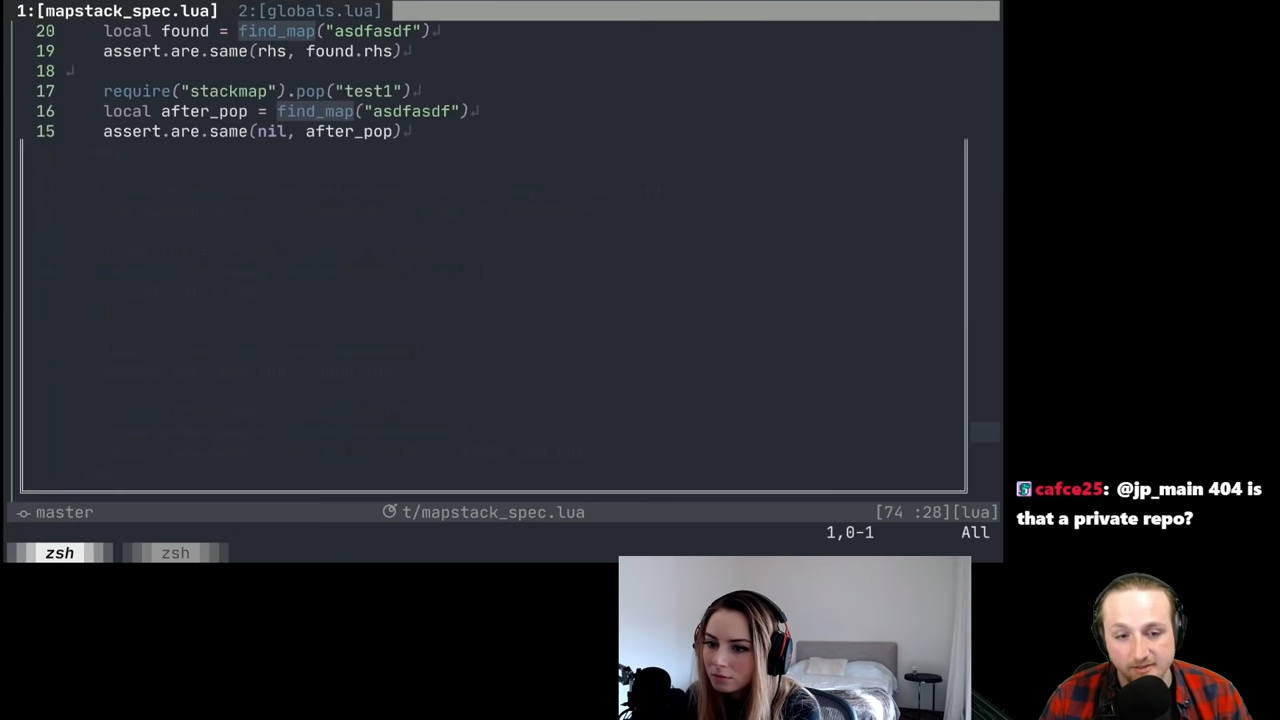 1:[mapstack_spec.lua] 2:[globals.lua]
20 local found = find_map("asdfasdf")↲
19 assert.are.same(rhs, found.rhs)↲
18 ↲
17 require("stackmap").pop("test1")↲
16 local after_pop = find_map("asdfasdf")↲
15 assert.are.same(nil, after_pop)↲
cafce25: @jp_main 404 is
that a private repo?
master t/mapstack_spec.lua [74 :28][lua]
1,0-1 All
zsh zsh